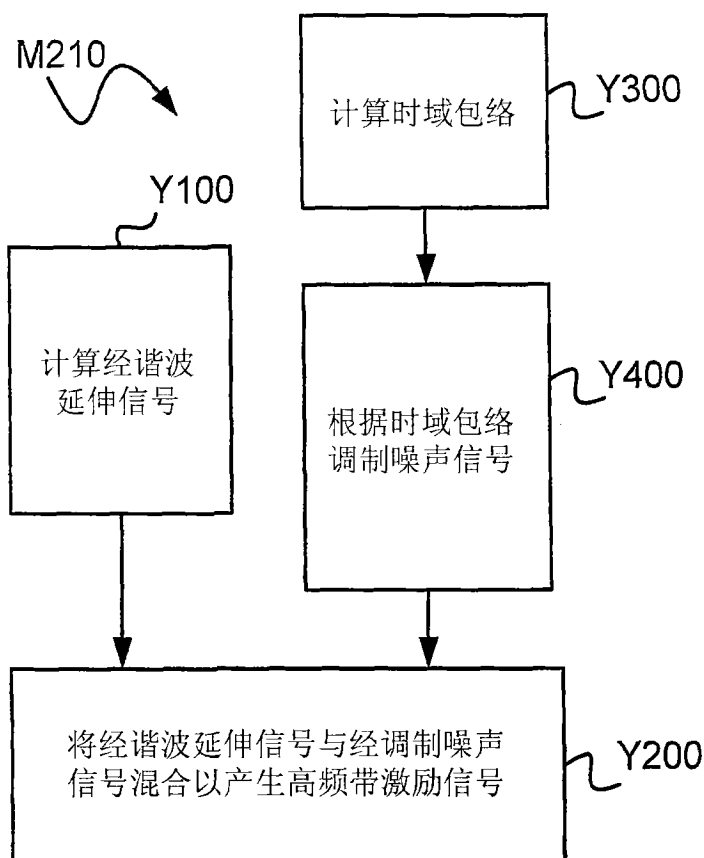 M210
计算时域包络
Y300
Y100
计算经谐波
延伸信号
根据时域包络
调制噪声信号
Y400
将经谐波延伸信号与经调制噪声
信号混合以产生高频带激励信号
Y200